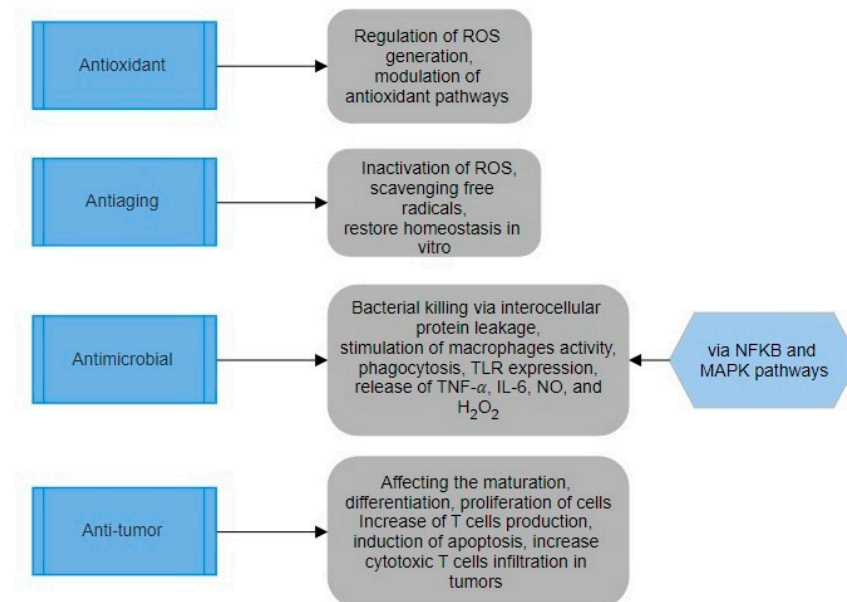 Antioxidant
Regulation of ROS
generation,
modulation of
antioxidant pathways
Antiaging
Inactivation of ROS,
scavenging free
radicals,
restore homeostasis in
vitro
Antimicrobial
Bacterial killing via interocellular
protein leakage,
stimulation of macrophages activity,
phagocytosis, TLR expression,
release of TNF-α, IL-6, NO, and
H₂O₂
via NFKB and
MAPK pathways
Anti-tumor
Affecting the maturation,
differentiation, proliferation of cells
Increase of T cells production,
induction of apoptosis, increase
cytotoxic T cells infiltration in
tumors